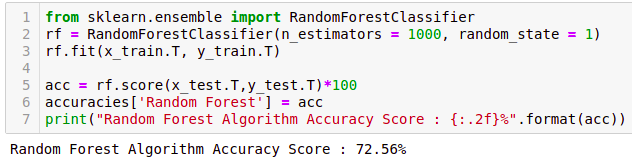 1 from sklearn.ensemble import RandomForestClassifier
2 rf = RandomForestClassifier(n_estimators = 1000, random_state = 1)
3 rf.fit(x_train.T, y_train.T)
4
5 acc = rf.score(x_test.T,y_test.T)*100
6 accuracies['Random Forest'] = acc
7 print("Random Forest Algorithm Accuracy Score : {:.2f}%".format(acc))
Random Forest Algorithm Accuracy Score : 72.56%